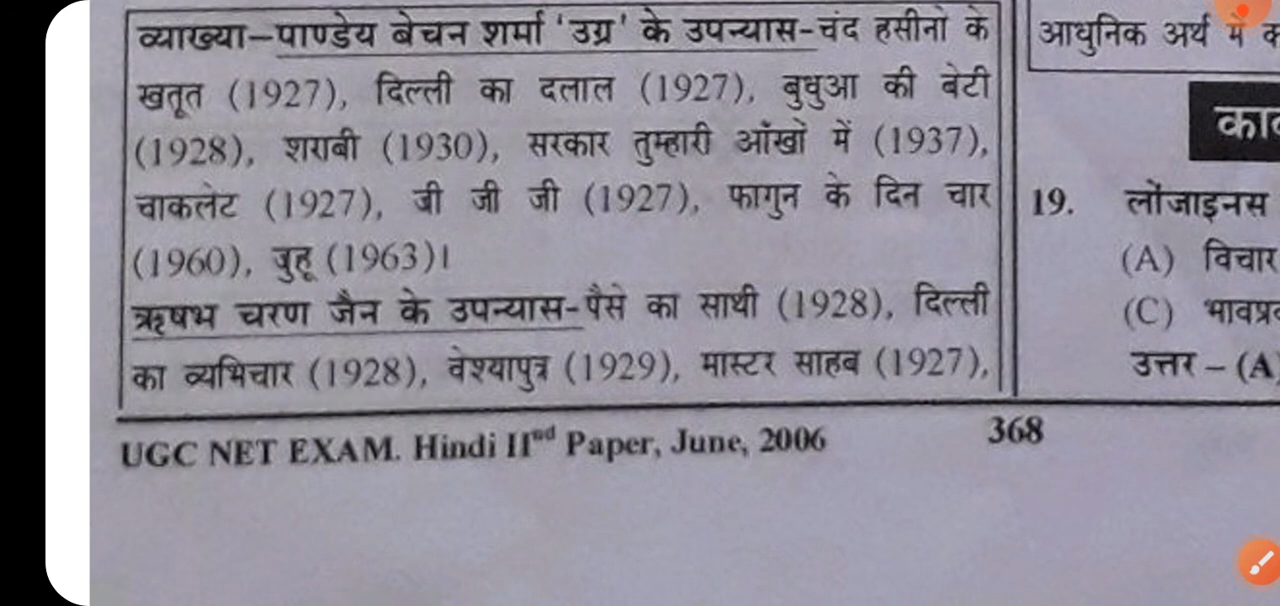 व्याख्या–पाण्डेय बेचन शर्मा 'उग्र' के उपन्यास–चंद हसीनों के
खतूत (1927), दिल्ली का दलाल (1927), बुधुआ की बेटी
(1928), शराबी (1930), सरकार तुम्हारी आँखों में (1937),
चाकलेट (1927), जी जी जी (1927), फागुन के दिन चार
(1960), जुहू (1963)।
ऋषभ चरण जैन के उपन्यास–पैसे का साथी (1928), दिल्ली
का व्यभिचार (1928), वेश्यापुत्र (1929), मास्टर साहब (1927),
UGC NET EXAM. Hindi IInd Paper, June, 2006
368
आधुनिक अर्थ में
19. लोंजाइनस
(A) विचार
(C)
उत्तर – (A)